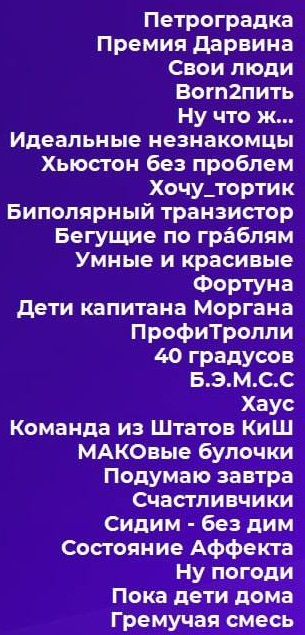 Петроградка
Премия Дарвина
Свои люди
Born2пить
Ну что ж...
Идеальные незнакомцы
Хьюстон без проблем
Хочу_тортик
Биполярный транзистор
Бегущие по гра́блям
Умные и красивые
Фортуна
Дети капитана Моргана
ПрофиТролли
40 градусов
Б.Э.М.С.С
Хаус
Команда из Штатов КиШ
МАКОвые булочки
Подумаю завтра
Счастливчики
Сидим - без дим
Состояние Аффекта
Ну погоди
Пока дети дома
Гремучая смесь